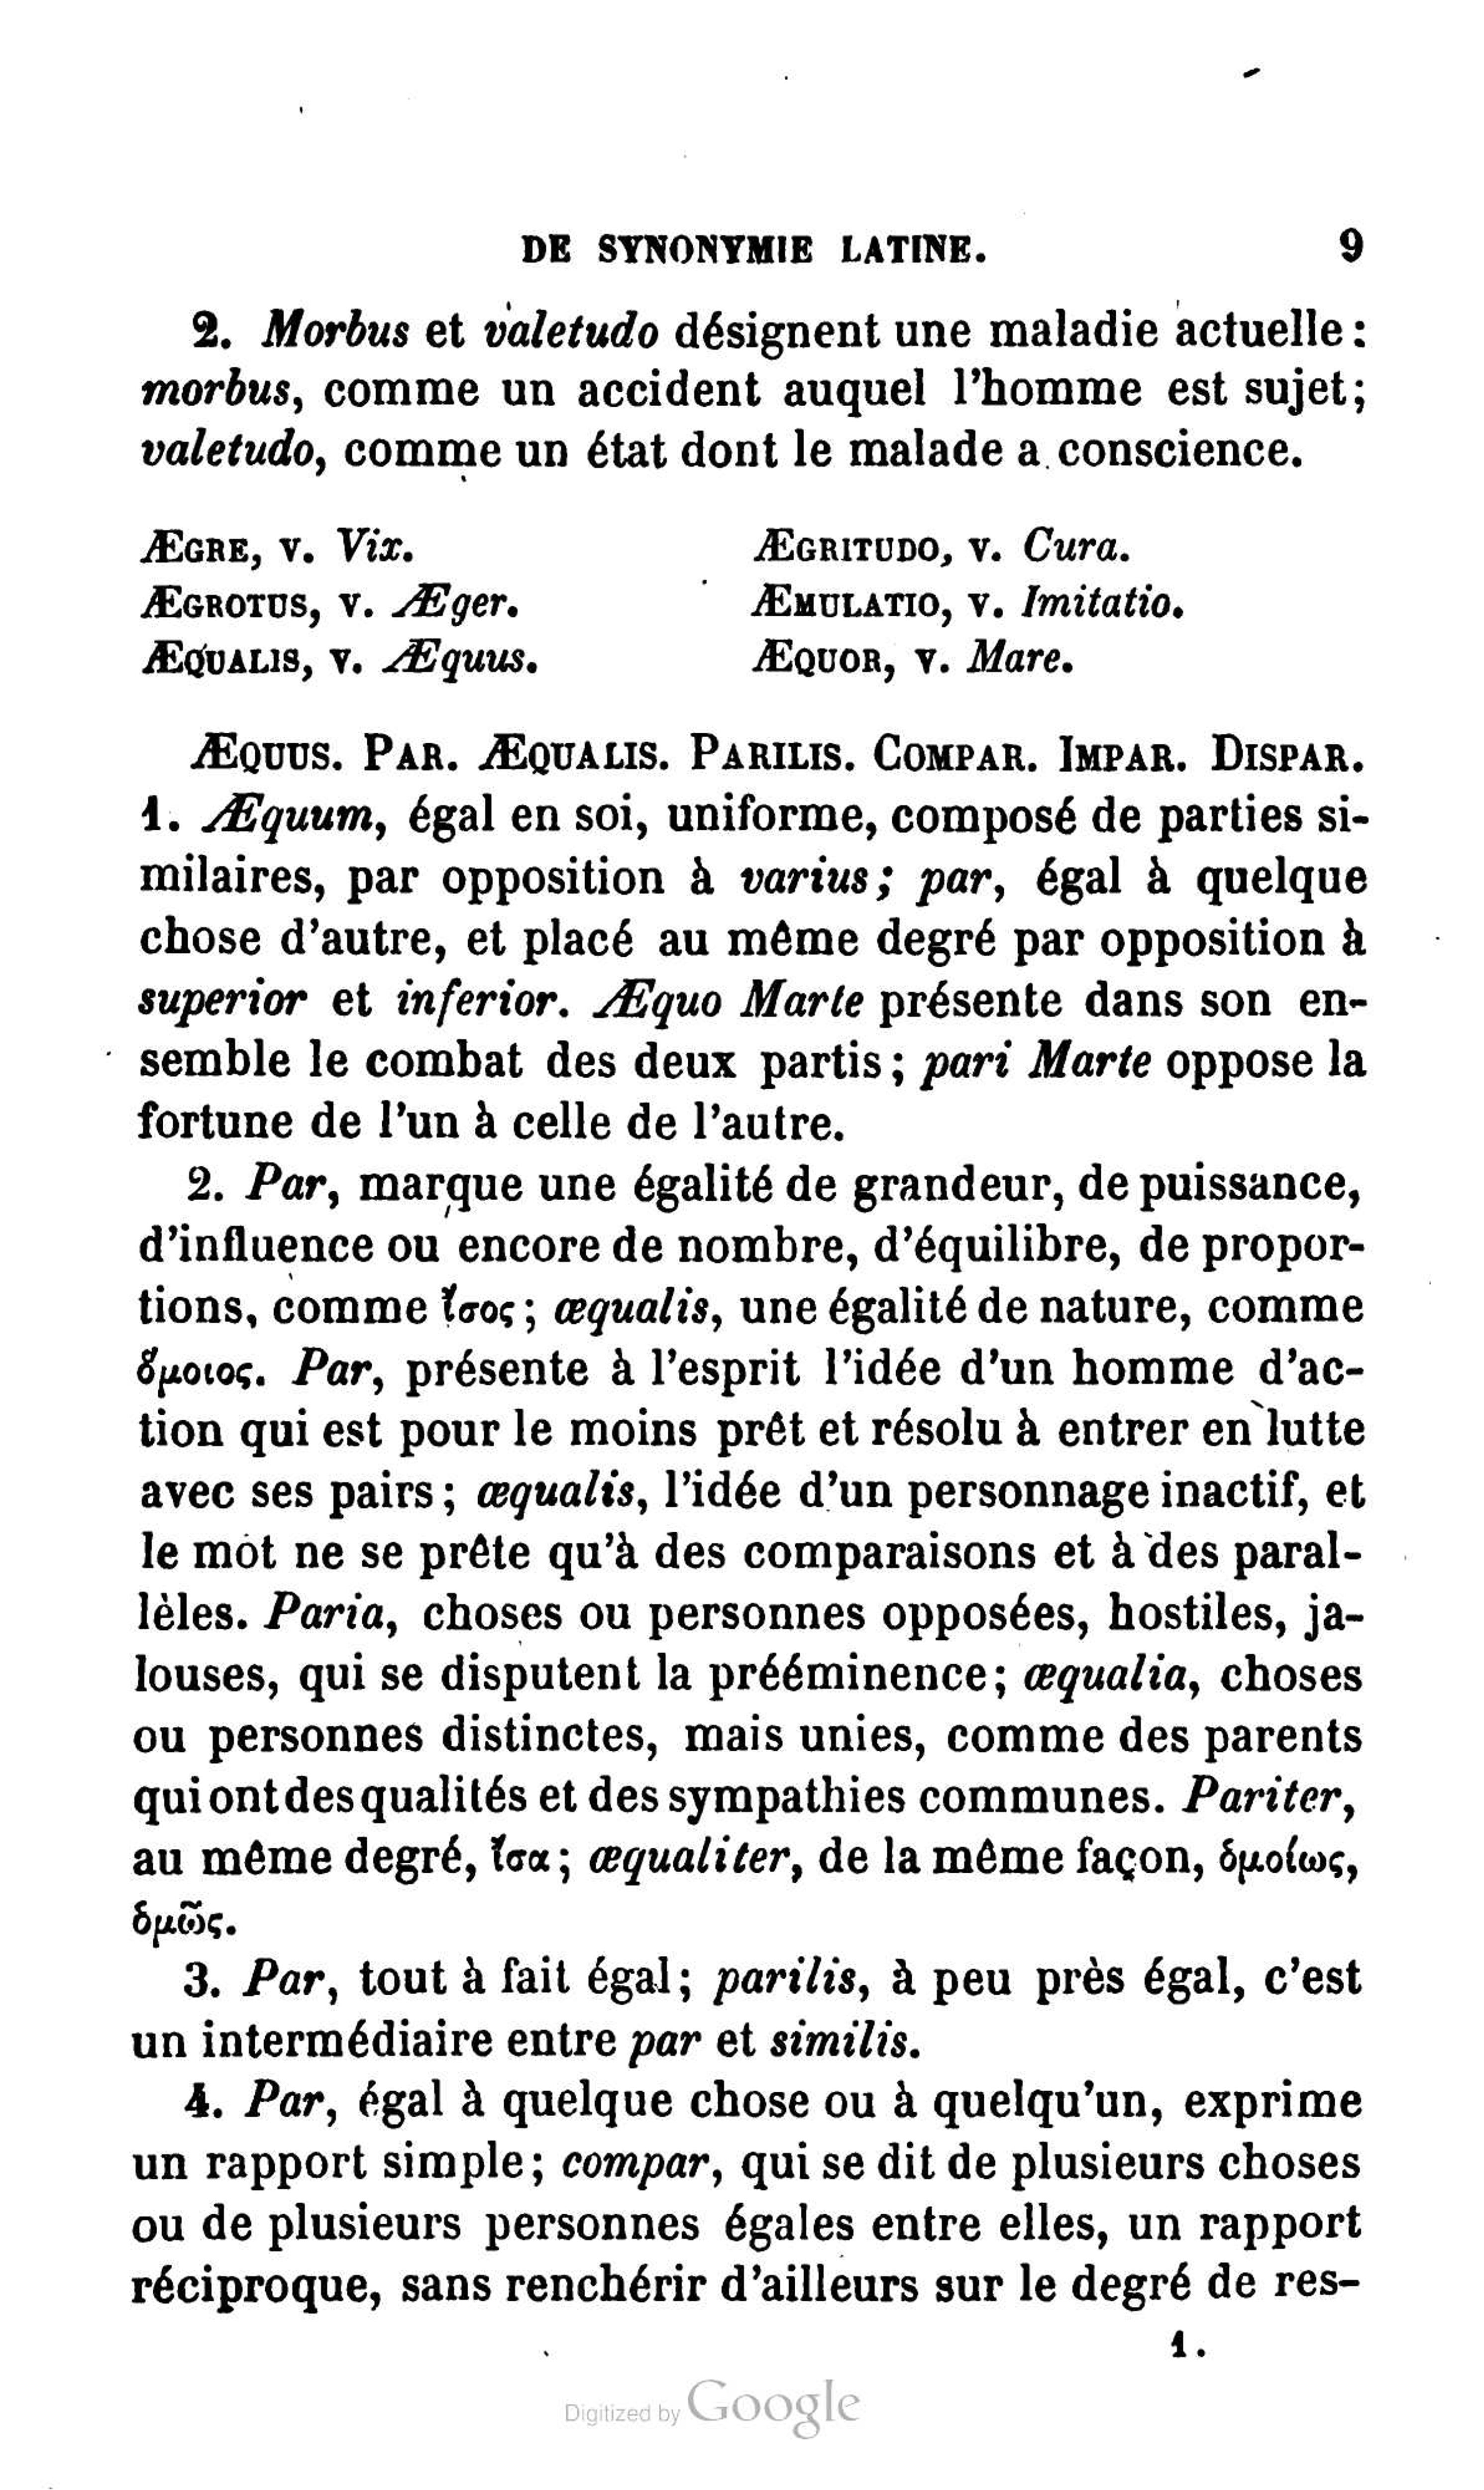 DE SYNONYMIE LATINE. 9
2. Morbus et valetudo désignent une maladie actuelle :
morbus, comme un accident auquel l'homme est sujet;
valetudo, comme un état dont le malade a conscience.
ÆGRE, v. Vix.
ÆGROTUS, v. Æger.
ÆQUALIS, v. Æquus.
ÆGRITUDO, v. Cura.
ÆMULATIO, v. Imitatio.
ÆQUOR, v. Mare.
ÆQUUS. PAR. ÆQUALIS. PARILIS. COMPAR. IMPAR. DISPAR.
1. Æquum, égal en soi, uniforme, composé de parties si-
milaires, par opposition à varius; par, égal à quelque
chose d'autre, et placé au même degré par opposition à
superior et inferior. Æquo Marte présente dans son en-
semble le combat des deux partis; pari Marte oppose la
fortune de l'un à celle de l'autre.
2. Par, marque une égalité de grandeur, de puissance,
d'influence ou encore de nombre, d'équilibre, de propor-
tions, comme ἴσος; æqualis, une égalité de nature, comme
ὅμοιος. Par, présente à l'esprit l'idée d'un homme d'ac-
tion qui est pour le moins prêt et résolu à entrer en lutte
avec ses pairs; æqualis, l'idée d'un personnage inactif, et
le mot ne se prête qu'à des comparaisons et à des paral-
lèles. Paria, choses ou personnes opposées, hostiles, ja-
louses, qui se disputent la prééminence; æqualia, choses
ou personnes distinctes, mais unies, comme des parents
qui ont des qualités et des sympathies communes. Pariter,
au même degré, ἴσα; æqualiter, de la même façon, ὁμοίως,
ὁμῶς.
3. Par, tout à fait égal; parilis, à peu près égal, c'est
un intermédiaire entre par et similis.
4. Par, égal à quelque chose ou à quelqu'un, exprime
un rapport simple; compar, qui se dit de plusieurs choses
ou de plusieurs personnes égales entre elles, un rapport
réciproque, sans renchérir d'ailleurs sur le degré de res-
1.
Digitized by Google